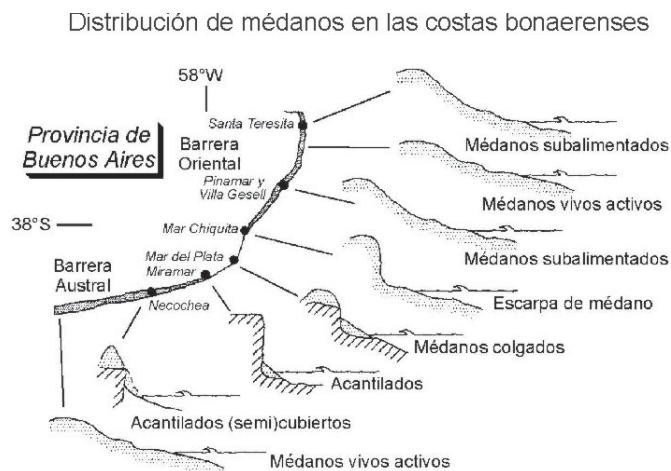 Distribución de médanos en las costas bonaerenses
58°W
Provincia de
Buenos Aires
Barrera
Oriental
Santa Teresita
Pinamar y
Villa Gesell
38°S
Mar Chiquita
Mar del Plata
Miramar
Barrera
Austral
Necochea
Médanos subalimentados
Médanos vivos activos
Médanos subalimentados
Escarpa de médano
Médanos colgados
Acantilados
Acantilados (semi)cubiertos
Médanos vivos activos